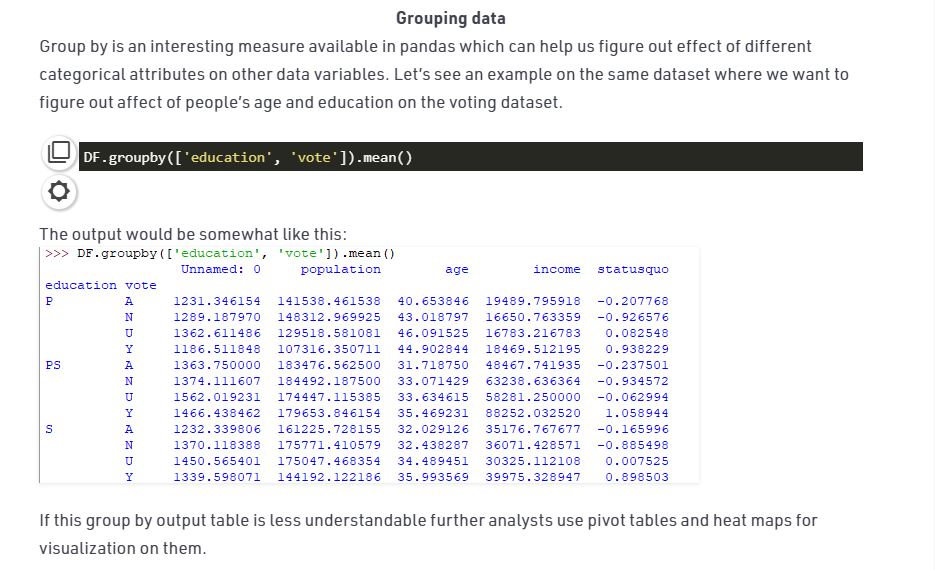 Grouping data
Group by is an interesting measure available in pandas which can help us figure out effect of different
categorical attributes on other data variables. Let's see an example on the same dataset where we want to
figure out affect of people's age and education on the voting dataset.
DF.groupby(['education', 'vote']).mean()
The output would be somewhat like this:
>>> DF.groupby(['education', 'vote']).mean()
Unnamed: 0 population age income statusquo
education vote
P A 1231.346154 141538.461538 40.653846 19489.795918 -0.207768
N 1289.187970 148312.969925 43.018797 16650.763359 -0.926576
U 1362.611486 129518.581081 46.091525 16783.216783 0.082548
Y 1186.511848 107316.350711 44.902844 18469.512195 0.938229
PS A 1363.750000 183476.562500 31.718750 48467.741935 -0.237501
N 1374.111607 184492.187500 33.071429 63238.636364 -0.934572
U 1562.019231 174447.115385 33.634615 58281.250000 -0.062994
Y 1466.438462 179653.846154 35.469231 88252.032520 1.058944
S A 1232.339806 161225.728155 32.029126 35176.767677 -0.165996
N 1370.118388 175771.410579 32.438287 36071.428571 -0.885498
U 1450.565401 175047.468354 34.489451 30325.112108 0.007525
Y 1339.598071 144192.122186 35.993569 39975.328947 0.898503
If this group by output table is less understandable further analysts use pivot tables and heat maps for
visualization on them.